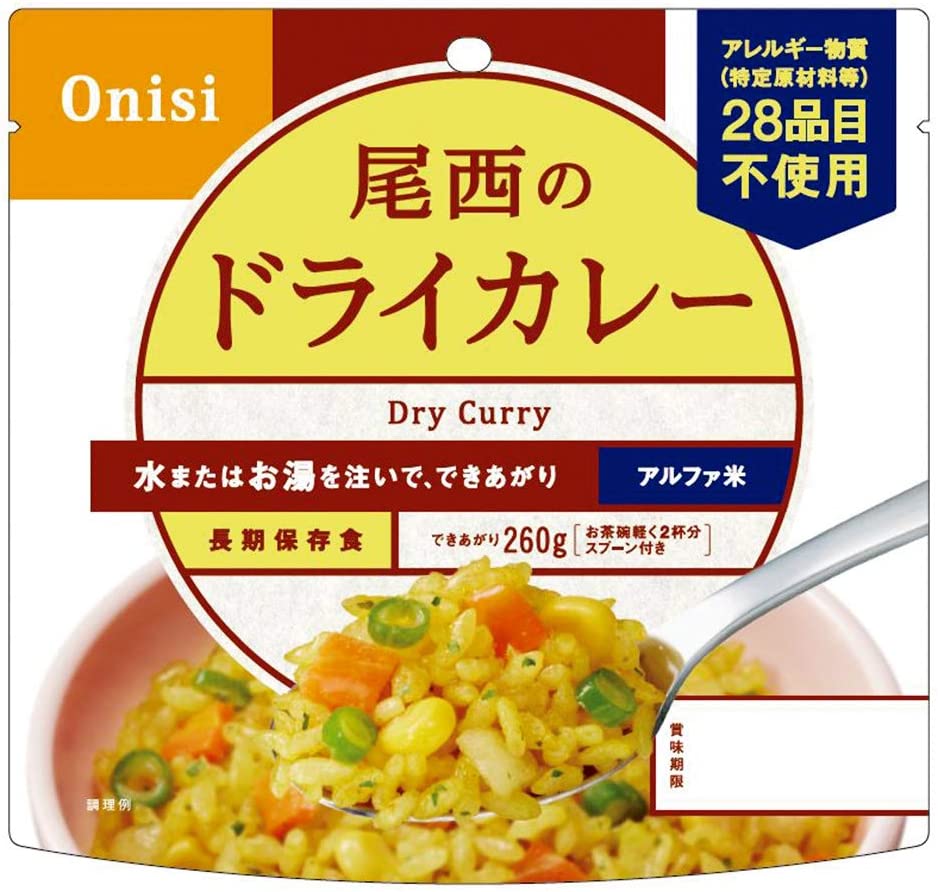 Onisi
アレルギー物質
(特定原材料等)
28品目
不使用
尾西の
ドライカレー
Dry Curry
水またはお湯を注いで、できあがり
アルファ米
長期保存食
できあがり260g[お茶碗軽く2杯分
スプーン付き]
賞味期限
調理例